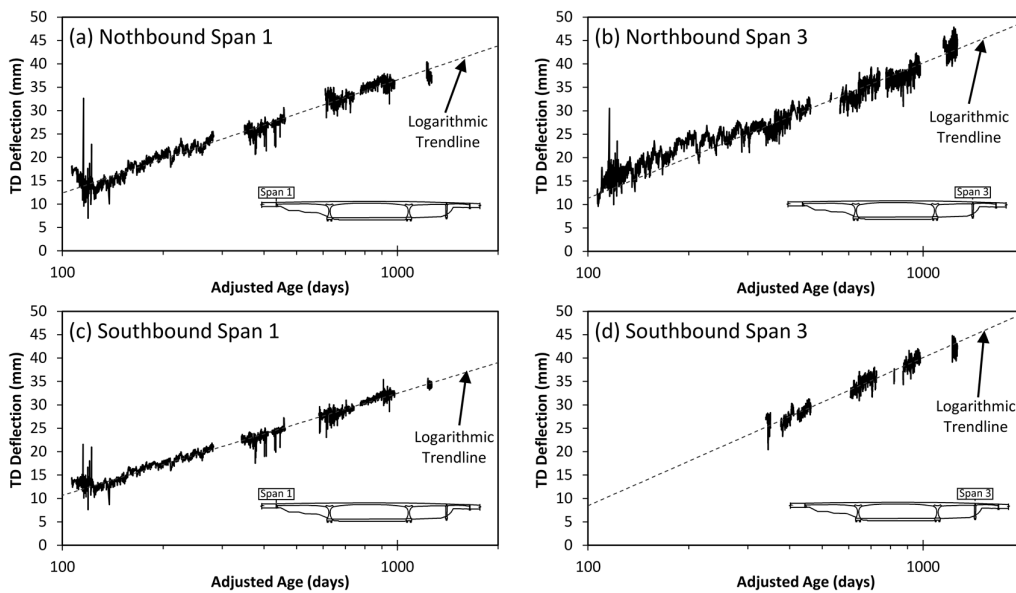 (a) Nothbound Span 1
TD Deflection (mm)
50
45
40
35
30
25
20
15
10
5
0
Logarithmic
Trendline
Span 1
100
1000
Adjusted Age (days)
(b) Northbound Span 3
TD Deflection (mm)
50
45
40
35
30
25
20
15
10
5
0
Logarithmic
Trendline
Span 3
100
1000
Adjusted Age (days)
(c) Southbound Span 1
TD Deflection (mm)
50
45
40
35
30
25
20
15
10
5
0
Logarithmic
Trendline
Span 1
100
1000
Adjusted Age (days)
(d) Southbound Span 3
TD Deflection (mm)
50
45
40
35
30
25
20
15
10
5
0
Logarithmic
Trendline
Span 3
100
1000
Adjusted Age (days)